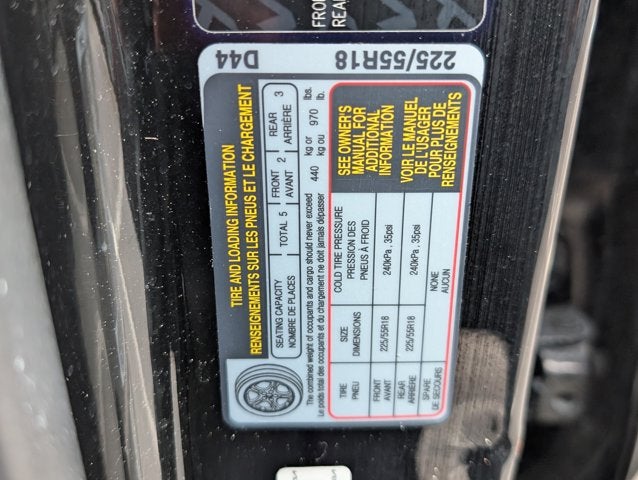 FRO
REA
TIRE AND LOADING INFORMATION
RENSEIGNEMENTS SUR LES PNEUS ET LE CHARGEMENT
SEATING CAPACITY
NOMBRE DE PLACES
TOTAL 5
FRONT
AVANT 2
REAR
ARRIÈRE 3
The combined weight of occupants and cargo should never exceed
Le poids total des occupants et du chargement ne doit jamais dépasser
440 kg or kg ou 970 lbs. lb.
TIRE
PNEU
SIZE
DIMENSIONS
COLD TIRE PRESSURE
PRESSION DES
PNEUS À FROID
FRONT
AVANT
225/55R18
240kPa, 35psi
REAR
ARRIÈRE
225/55R18
240kPa, 35psi
SPARE
DE SECOURS
NONE
AUCUN
SEE OWNER'S
MANUAL FOR
ADDITIONAL
INFORMATION
VOIR LE MANUEL
DE L'USAGER
POUR PLUS DE
RENSEIGNEMENTS
225/55R18
D44